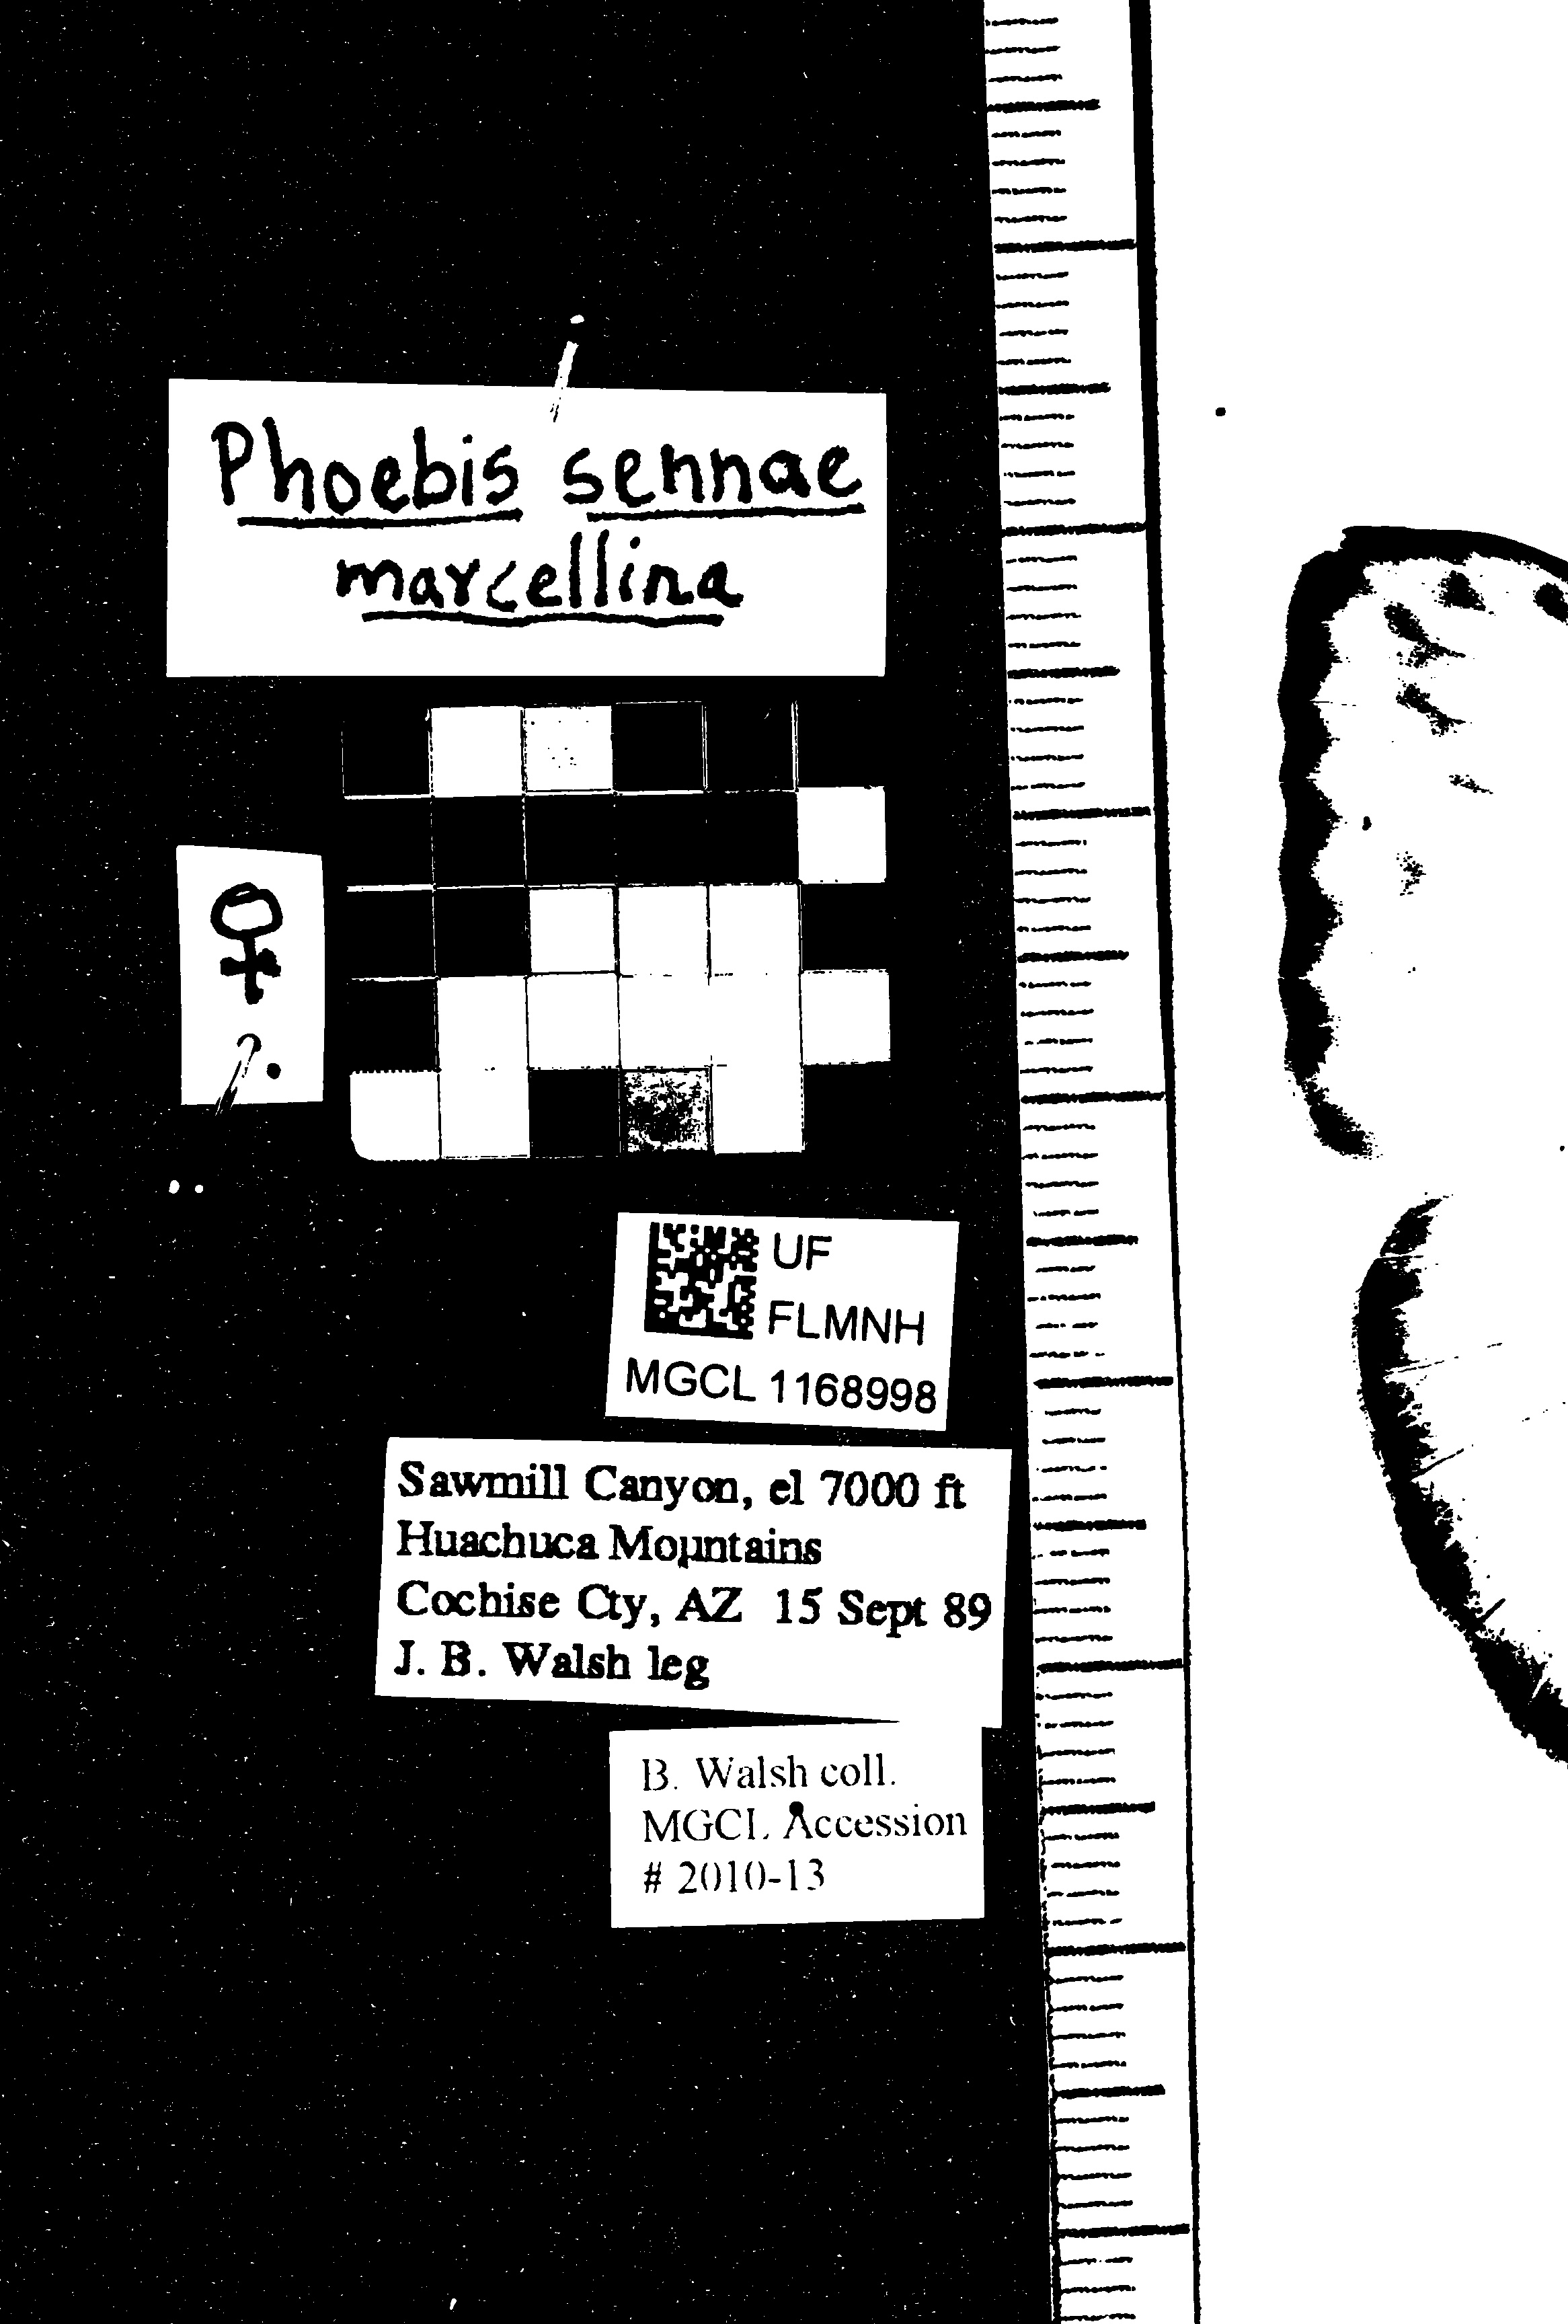 Phoebis sennae
marcellina
♀
?.
UF
FLMNH
MGCL 1168998
Sawmill Canyon, el 7000 ft
Huachuca Mountains
Cochise Cty, AZ 15 Sept 89
J. B. Walsh leg
B. Walsh coll.
MGCL Accession
# 2010-13